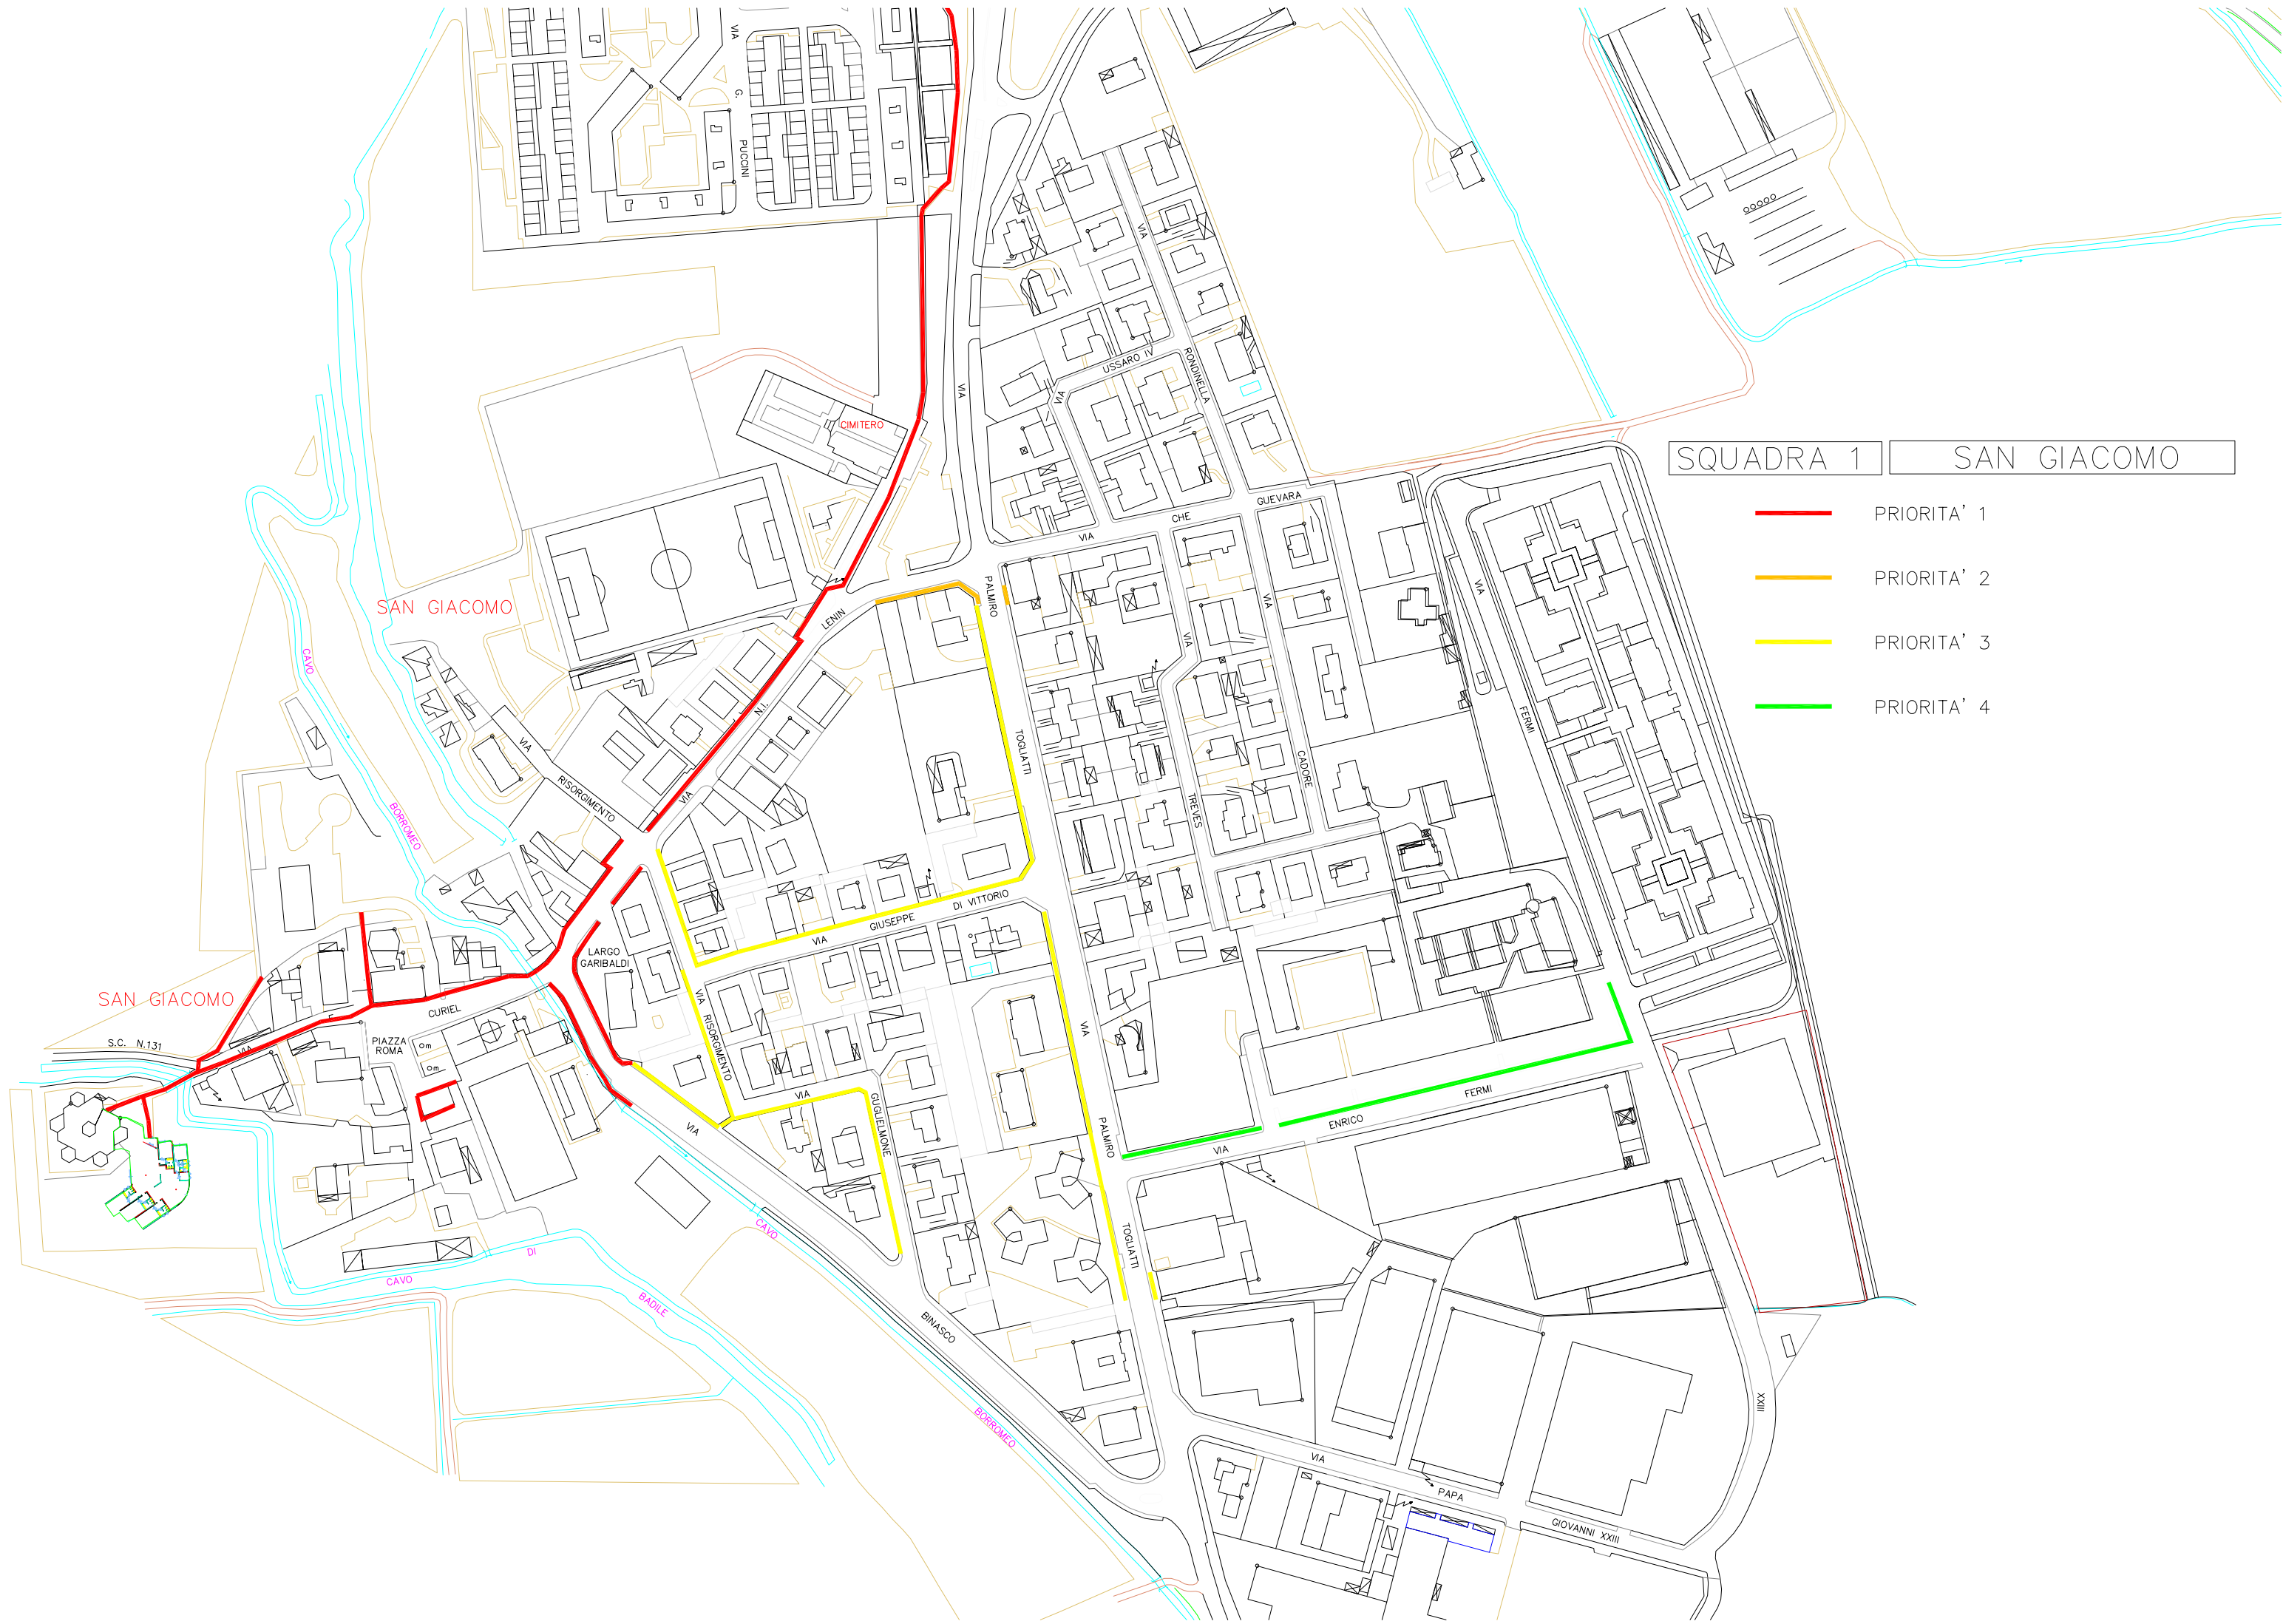 VIA
G.
PUCCINI
VIA
VIA
USSARO IV
RONDINELLA
VIA
CIMITERO
SQUADRA 1
SAN GIACOMO
PRIORITA' 1
PRIORITA' 2
PRIORITA' 3
PRIORITA' 4
GUEVARA
CHE
VIA
PALMIRO
VIA
VIA
SAN GIACOMO
LENIN
VIA
CAVO
N.I.
TOGLIATTI
FERMI
VIA
RISORGIMENTO
VIA
CADORE
TREVES
BORROMEO
DI VITTORIO
GIUSEPPE
VIA
LARGO
GARIBALDI
SAN GIACOMO
VIA
RISORGIMENTO
CURIEL
F.
VIA
S.C. N.131
PIAZZA
ROMA
VIA
VIA
GUGLIELMONE
VIA
PALMIRO
FERMI
ENRICO
VIA
CAVO
TOGLIATTI
DI
CAVO
BADILE
BINASCO
BORROMEO
XXIII
VIA
PAPA
GIOVANNI XXIII